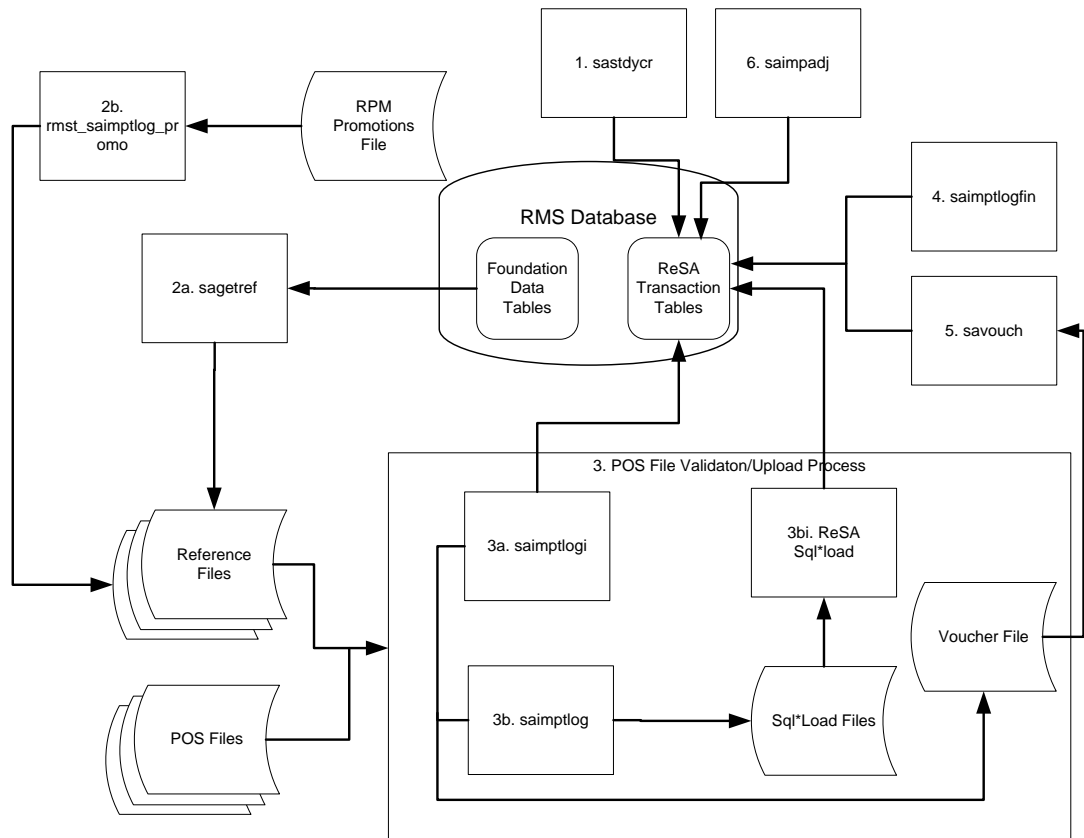 1. sastdycr
6. saimpadj
2b.
rmst_saimptlog_pr
omo
RPM
Promotions
File
4. saimptlogfin
RMS Database
2a. sagetref
Foundation
Data
Tables
ReSA
Transaction
Tables
5. savouch
3. POS File Validaton/Upload Process
3a. saimptlogi
3bi. ReSA
Sql*load
Reference
Files
Voucher File
3b. saimptlog
Sql*Load Files
POS Files